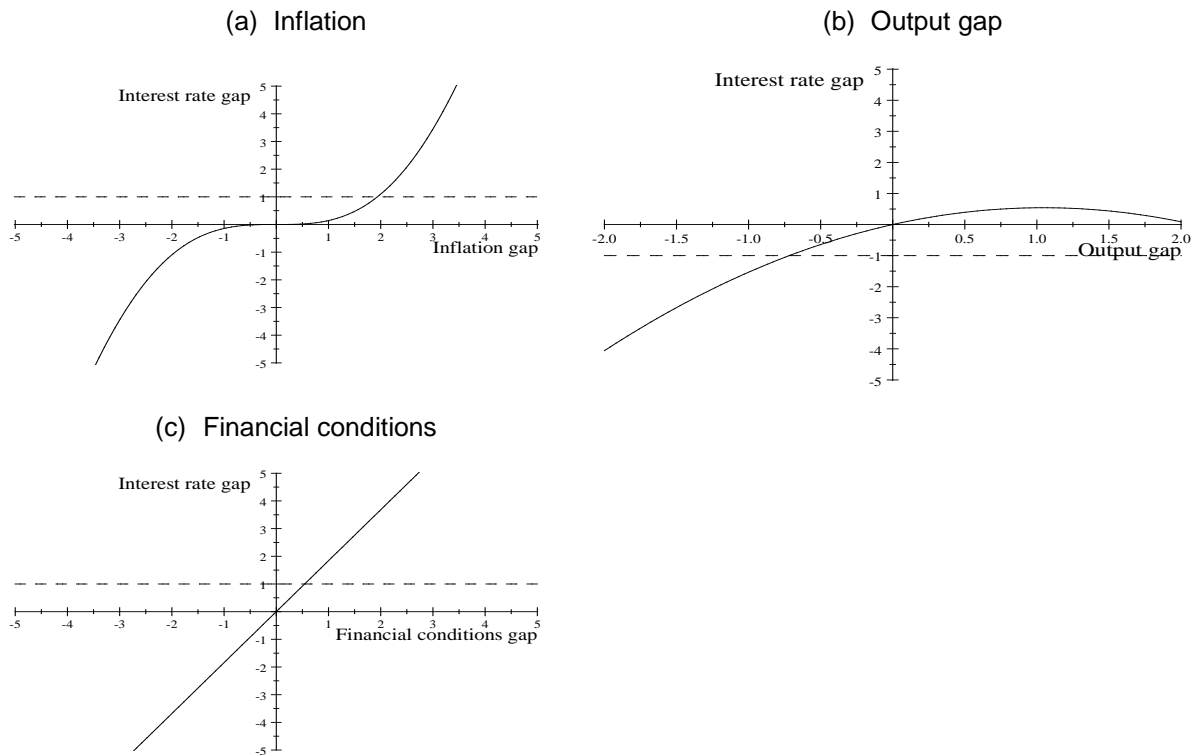 (a) Inflation
Interest rate gap
5
4
3
2
1
-5 -4 -3 -2 -1 1 2 3 4 5
Inflation gap
-1
-2
-3
-4
-5
(b) Output gap
Interest rate gap
5
4
3
2
1
-2.0 -1.5 -1.0 -0.5 0.5 1.0 1.5 2.0
Output gap
-1
-2
-3
-4
-5
(c) Financial conditions
Interest rate gap
5
4
3
2
1
-5 -4 -3 -2 -1 1 2 3 4 5
Financial conditions gap
-1
-2
-3
-4
-5